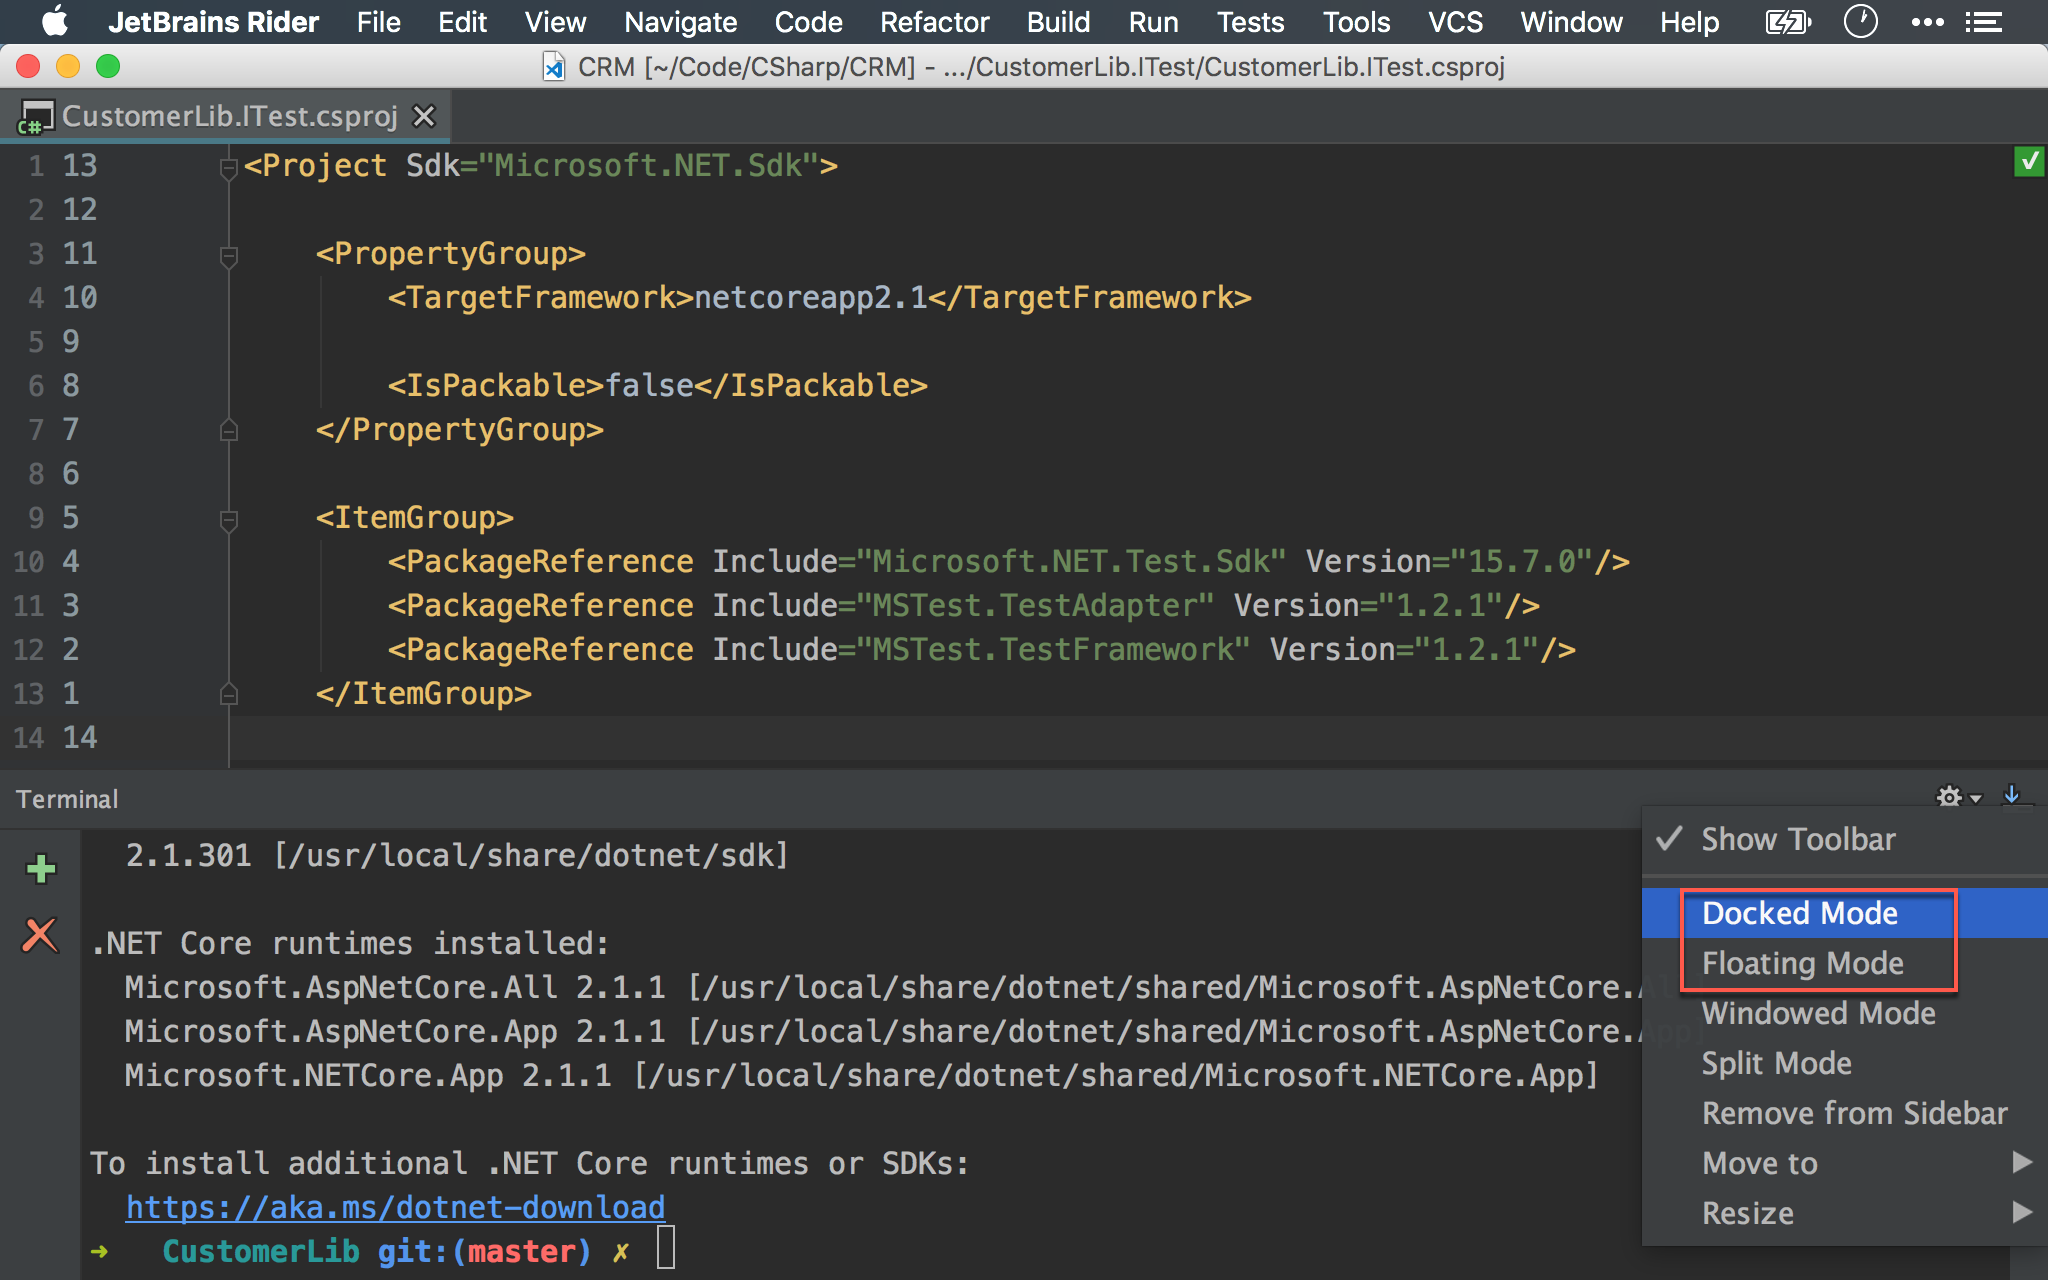 JetBrains Rider File Edit View Navigate Code Refactor Build Run Tests Tools VCS Window Help
CRM [~/Code/CSharp/CRM] - .../CustomerLib.ITest/CustomerLib.ITest.csproj
C# CustomerLib.ITest.csproj
1 13 <Project Sdk="Microsoft.NET.Sdk">
2 12
3 11 <PropertyGroup>
4 10 <TargetFramework>netcoreapp2.1</TargetFramework>
5 9
6 8 <IsPackable>false</IsPackable>
7 7 </PropertyGroup>
8 6
9 5 <ItemGroup>
10 4 <PackageReference Include="Microsoft.NET.Test.Sdk" Version="15.7.0"/>
11 3 <PackageReference Include="MSTest.TestAdapter" Version="1.2.1"/>
12 2 <PackageReference Include="MSTest.TestFramework" Version="1.2.1"/>
13 1 </ItemGroup>
14 14
Terminal
2.1.301 [/usr/local/share/dotnet/sdk]
.NET Core runtimes installed:
Microsoft.AspNetCore.All 2.1.1 [/usr/local/share/dotnet/shared/Microsoft.AspNetCore.All]
Microsoft.AspNetCore.App 2.1.1 [/usr/local/share/dotnet/shared/Microsoft.AspNetCore.App]
Microsoft.NETCore.App 2.1.1 [/usr/local/share/dotnet/shared/Microsoft.NETCore.App]
To install additional .NET Core runtimes or SDKs:
https://aka.ms/dotnet-download
➜ CustomerLib git:(master) ✗
✓ Show Toolbar
Docked Mode
Floating Mode
Windowed Mode
Split Mode
Remove from Sidebar
Move to
Resize